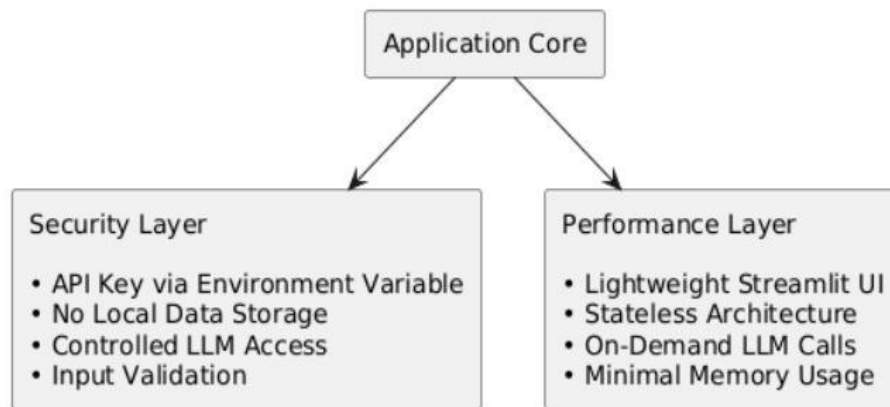 Application Core
Security Layer
• API Key via Environment Variable
• No Local Data Storage
• Controlled LLM Access
• Input Validation
Performance Layer
• Lightweight Streamlit UI
• Stateless Architecture
• On-Demand LLM Calls
• Minimal Memory Usage